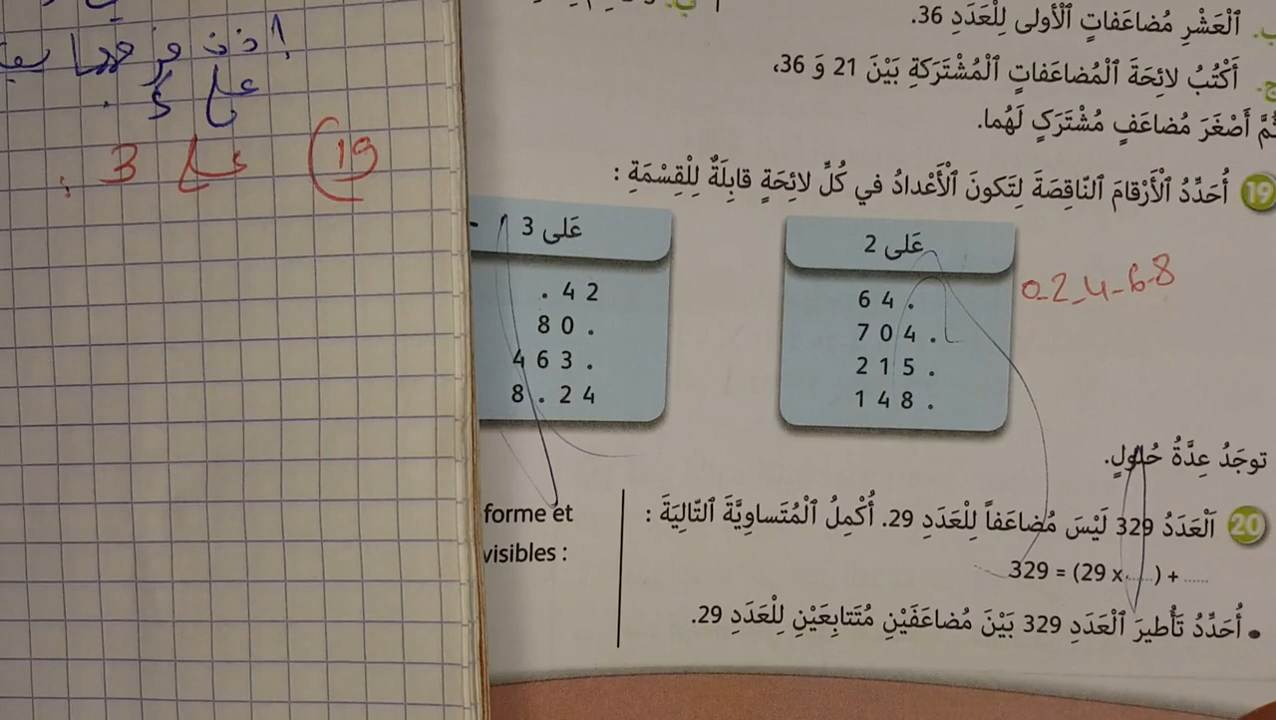 ب. ٱلْعَشْرِ مُضاعَفاتٍ ٱلْأولى لِلْعَدَدِ 36.
ج. أَكْتُبُ لائِحَةَ ٱلْمُضاعَفاتِ ٱلْمُشْتَرَكَةِ بَيْنَ 21 وَ 36،
ثُمَّ أَصْغَرَ مُضاعَفٍ مُشْتَرَكٍ لَهُما.
19 أُحَدِّدُ ٱلْأَرْقامَ ٱلنّاقِصَةَ لِتَكونَ ٱلْأَعْدادُ في كُلِّ لائِحَةٍ قابِلَةٌ لِلْقِسْمَةِ :
عَلى 2
6 4 .
7 0 4 .
2 1 5 .
1 4 8 .
0-2-4-6-8
عَلى 3
. 4 2
8 0 .
4 6 3 .
8 . 2 4
توجَدُ عِدَّةُ حُلولٍ.
20 اَلْعَدَدُ 329 لَيْسَ مُضاعَفاً لِلْعَدَدِ 29. أُكْمِلُ ٱلْمُتَساوِيَّةَ ٱلتّالِيَةَ :
329 = (29 x ......) + ......
• أُحَدِّدُ تَأْطيرَ ٱلْعَدَدِ 329 بَيْنَ مُضاعَفَيْنِ مُتَتابِعَيْنِ لِلْعَدَدِ 29.
forme et
visibles :
إذن
على 5 .
19) على 3 :